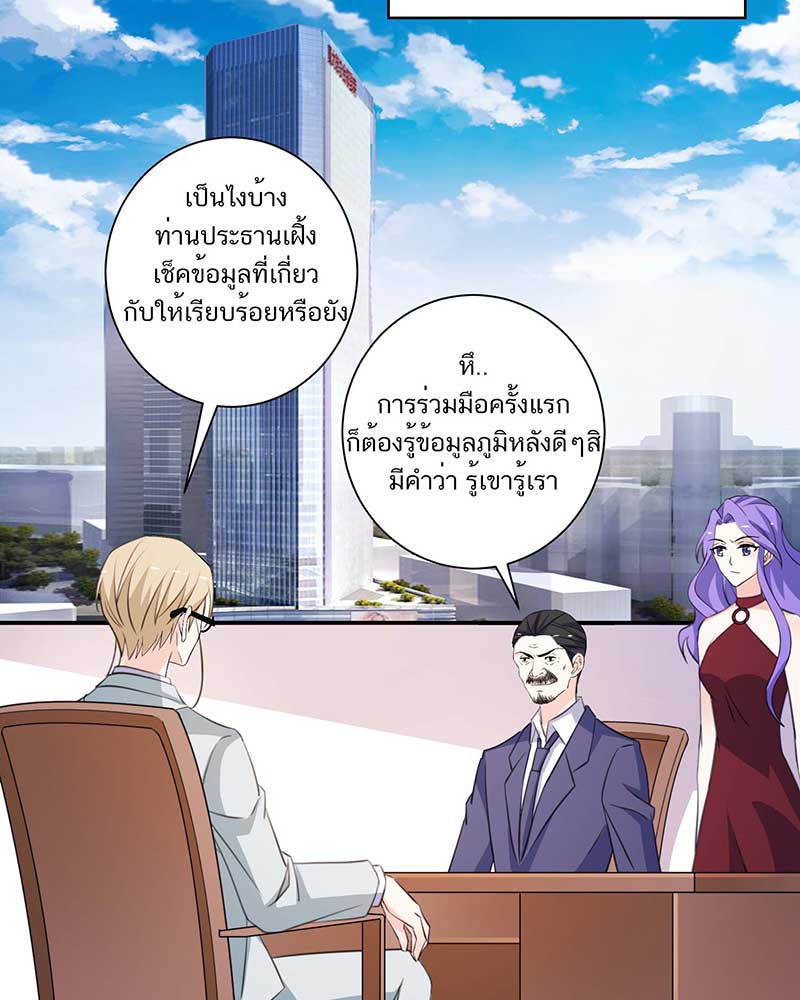 เป็นไงบ้าง
ท่านประธานเฝิ้ง
เช็คข้อมูลที่เกี่ยว
กับให้เรียบร้อยหรือยัง
หึ..
การร่วมมือครั้งแรก
ก็ต้องรู้ข้อมูลภูมิหลังดีๆสิ
มีคำว่า รู้เขารู้เรา